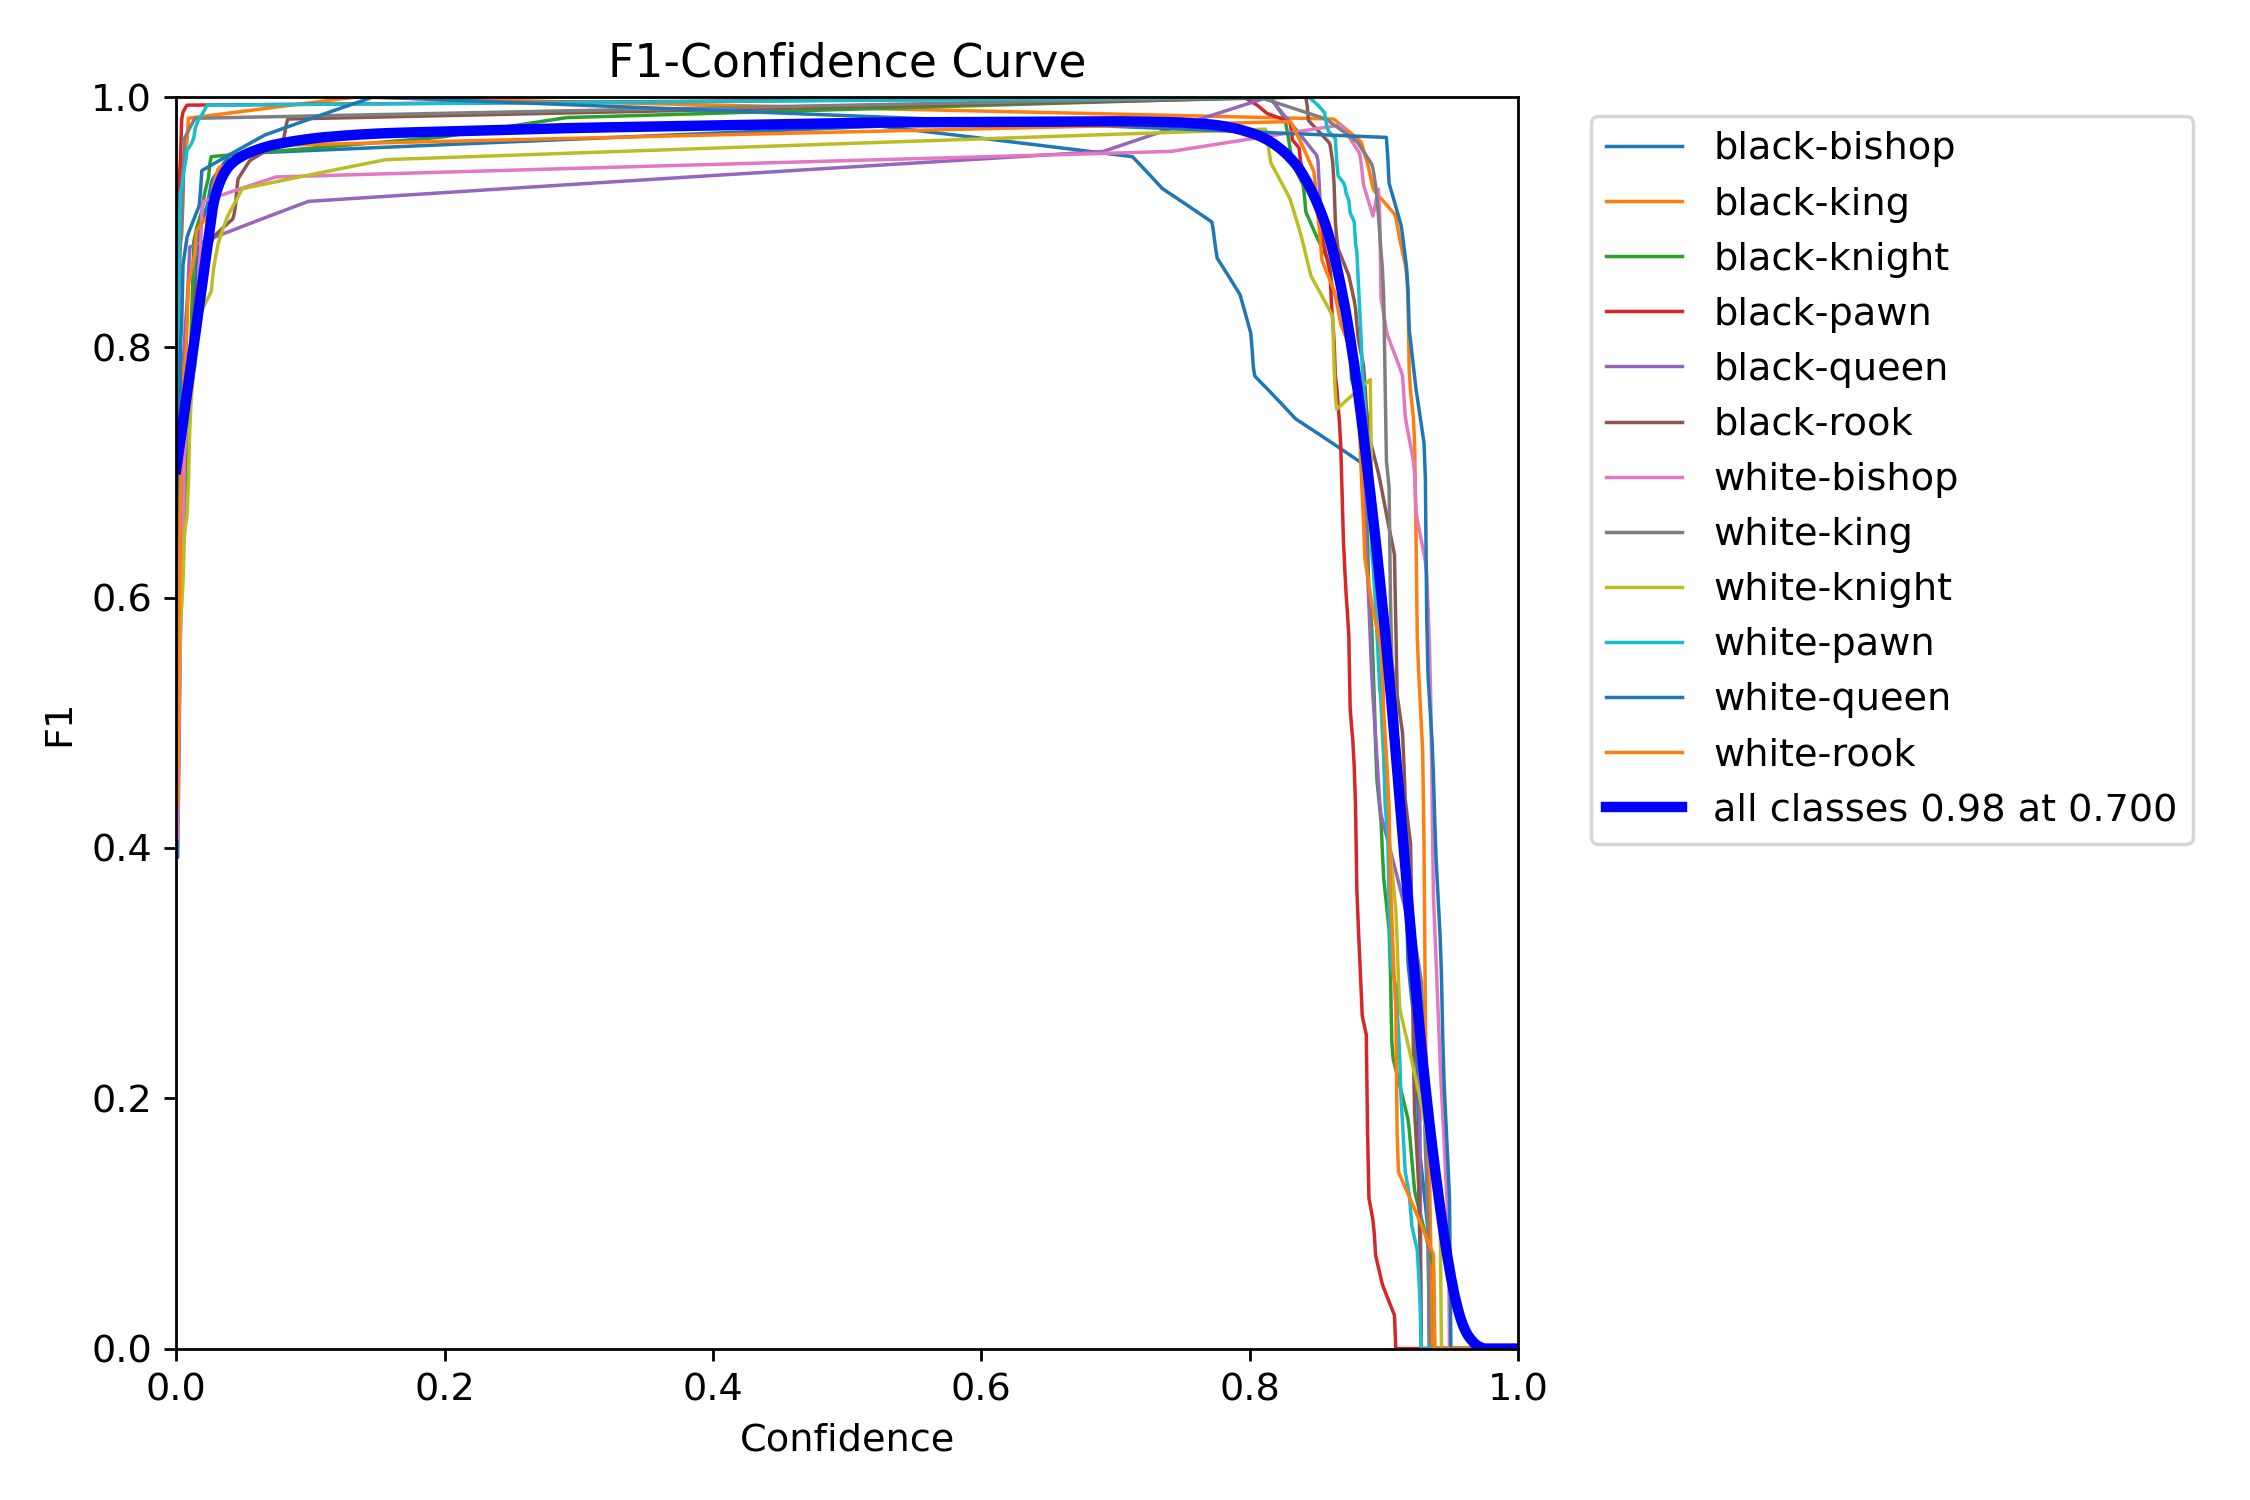 F1-Confidence Curve
1.0
0.8
0.6
0.4
0.2
0.0
F1
0.0 0.2 0.4 0.6 0.8 1.0
Confidence
black-bishop
black-king
black-knight
black-pawn
black-queen
black-rook
white-bishop
white-king
white-knight
white-pawn
white-queen
white-rook
all classes 0.98 at 0.700